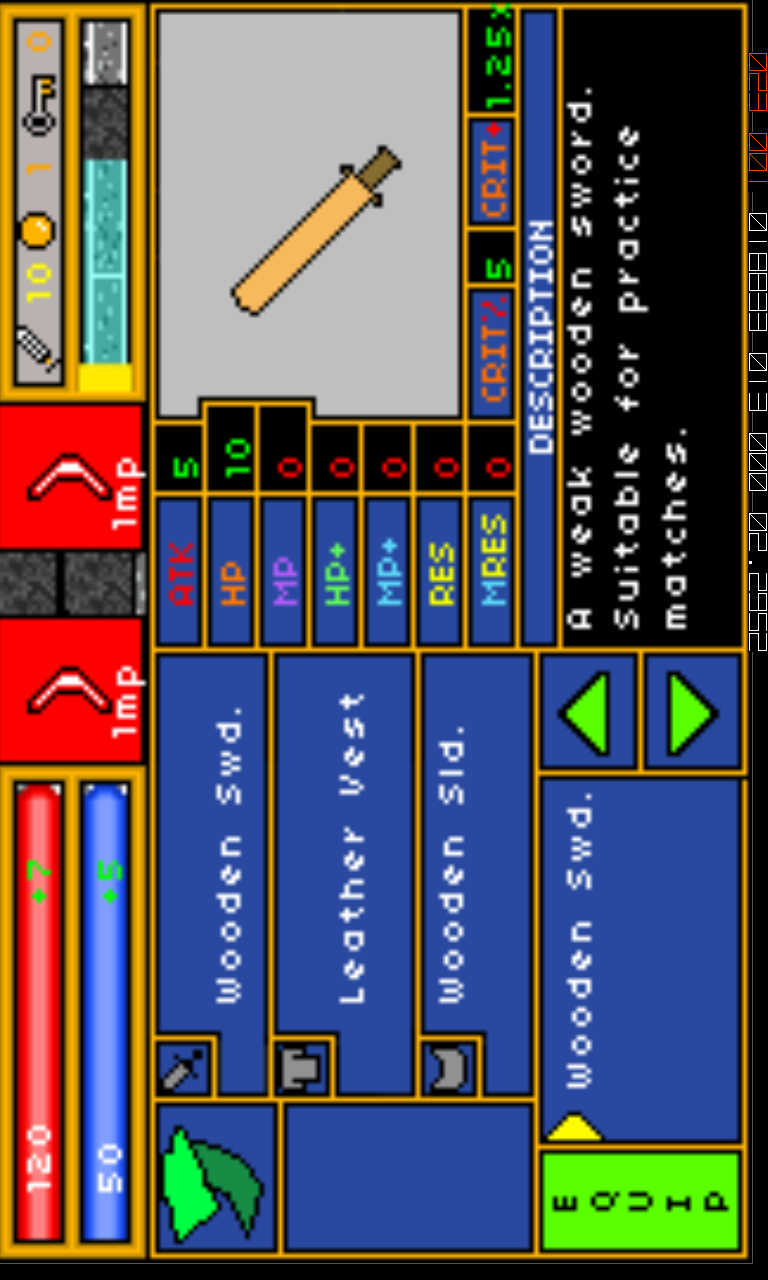 120 +7
50 +5
1mp
1mp
10 1 0
Wooden Swd.
Leather Vest
Wooden Sld.
EQUIP
Wooden Swd.
ATK 5
HP 10
MP 0
HP+ 0
MP+ 0
RES 0
MRES 0
CRIT% 5 CRIT+ 1.25x
DESCRIPTION
A weak wooden sword.
Suitable for practice
matches.